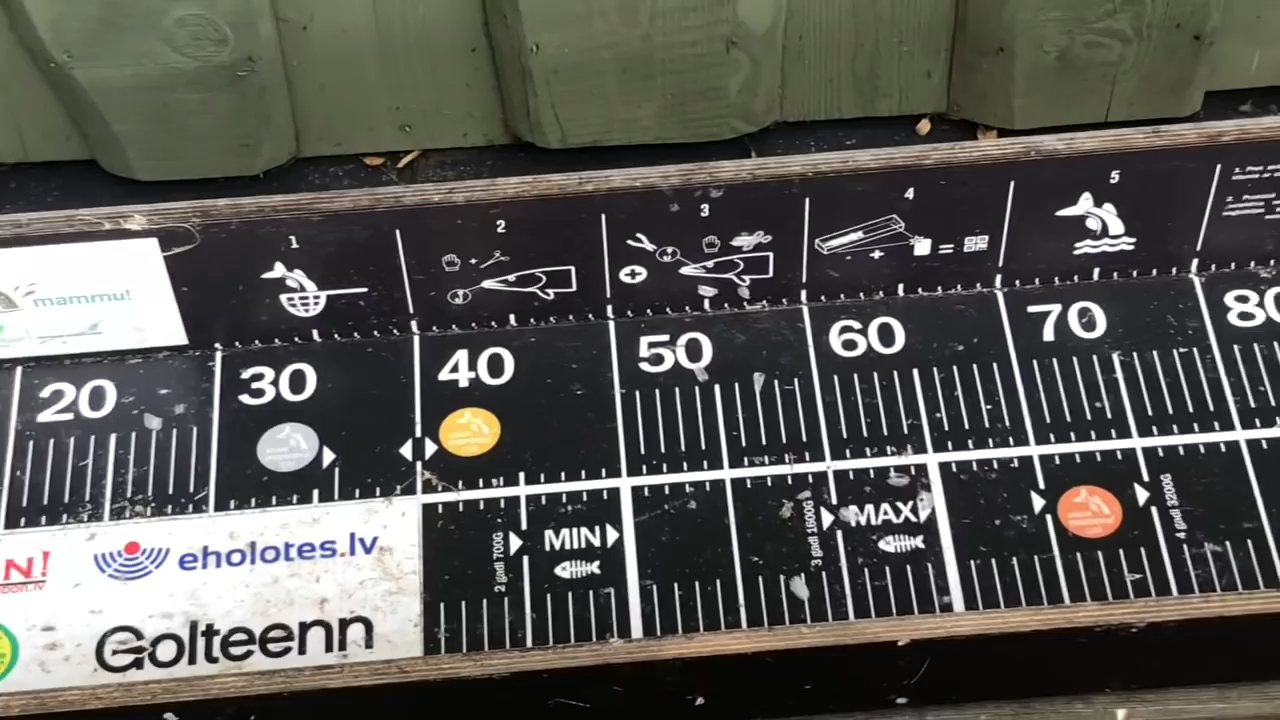 1
2
3
4
5
mammu!
20
30
40
50
60
70
80
N!
eholotes.lv
Golteenn
2 gadi 700G
MIN
3 gadi 1600G
MAX
4 gadi 3200G